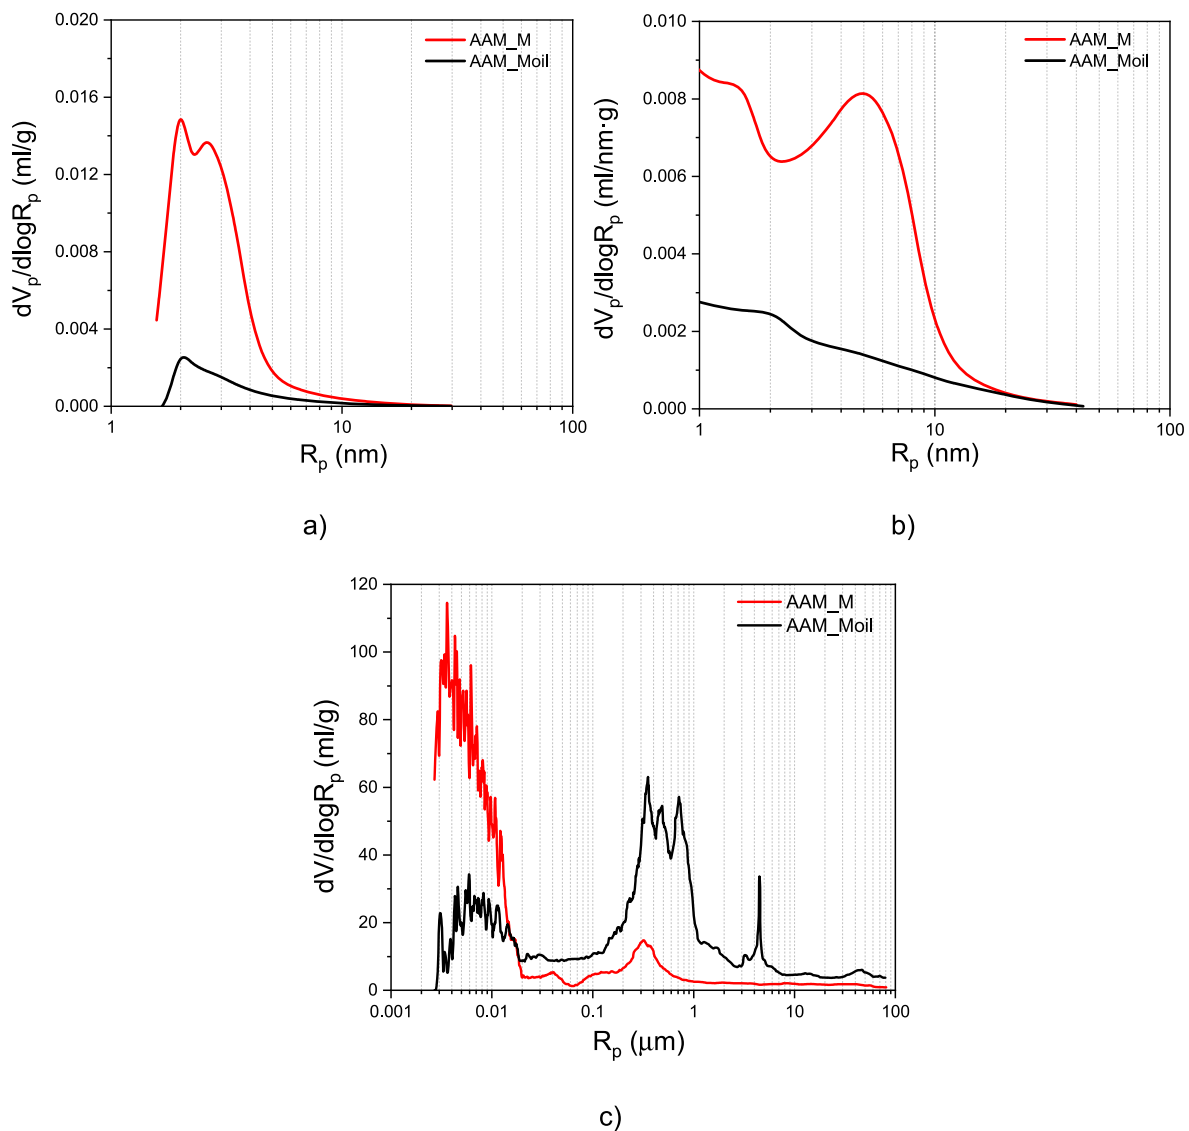 0.020
0.016
0.012
0.008
0.004
0.000
dVp/dlogRp (ml/g)
AAM_M
AAM_Moil
1
10
100
Rp (nm)
a)
0.010
0.008
0.006
0.004
0.002
0.000
dVp/dlogRp (ml/nm·g)
AAM_M
AAM_Moil
1
10
100
Rp (nm)
b)
120
100
80
60
40
20
0
dV/dlogRp (ml/g)
AAM_M
AAM_Moil
0.001
0.01
0.1
1
10
100
Rp (μm)
c)